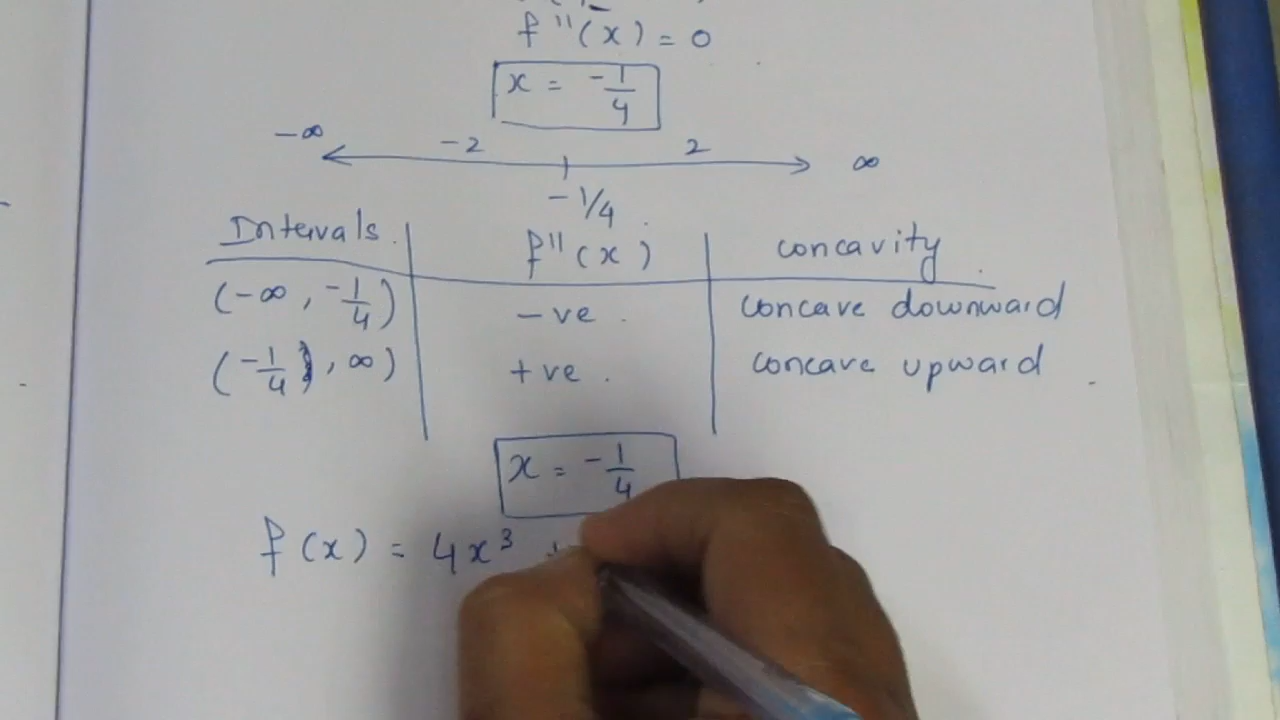 f''(x) = 0
x = -1/4
-∞ -2 2 ∞
-1/4
Intervals f''(x) concavity
(-∞, -1/4) -ve concave downward
(-1/4, ∞) +ve concave upward
x = -1/4
f(x) = 4x³ +